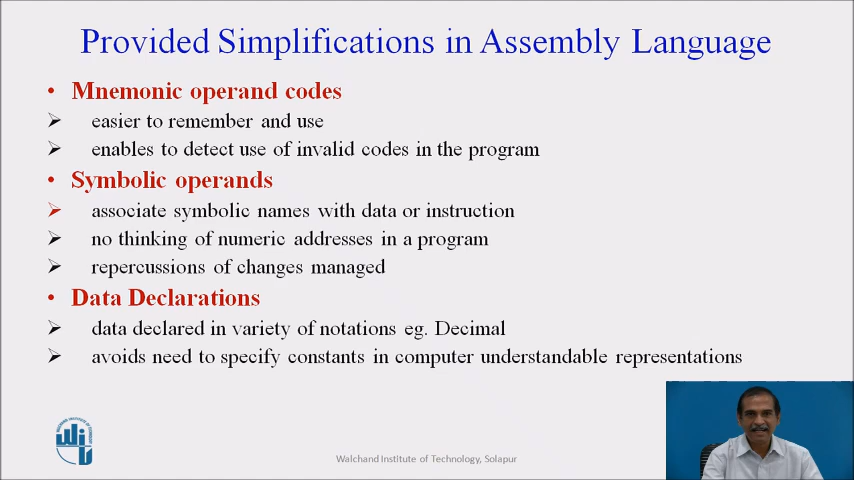 Provided Simplifications in Assembly Language
• Mnemonic operand codes
➢ easier to remember and use
➢ enables to detect use of invalid codes in the program
• Symbolic operands
➢ associate symbolic names with data or instruction
➢ no thinking of numeric addresses in a program
➢ repercussions of changes managed
• Data Declarations
➢ data declared in variety of notations eg. Decimal
➢ avoids need to specify constants in computer understandable representations
Walchand Institute of Technology, Solapur